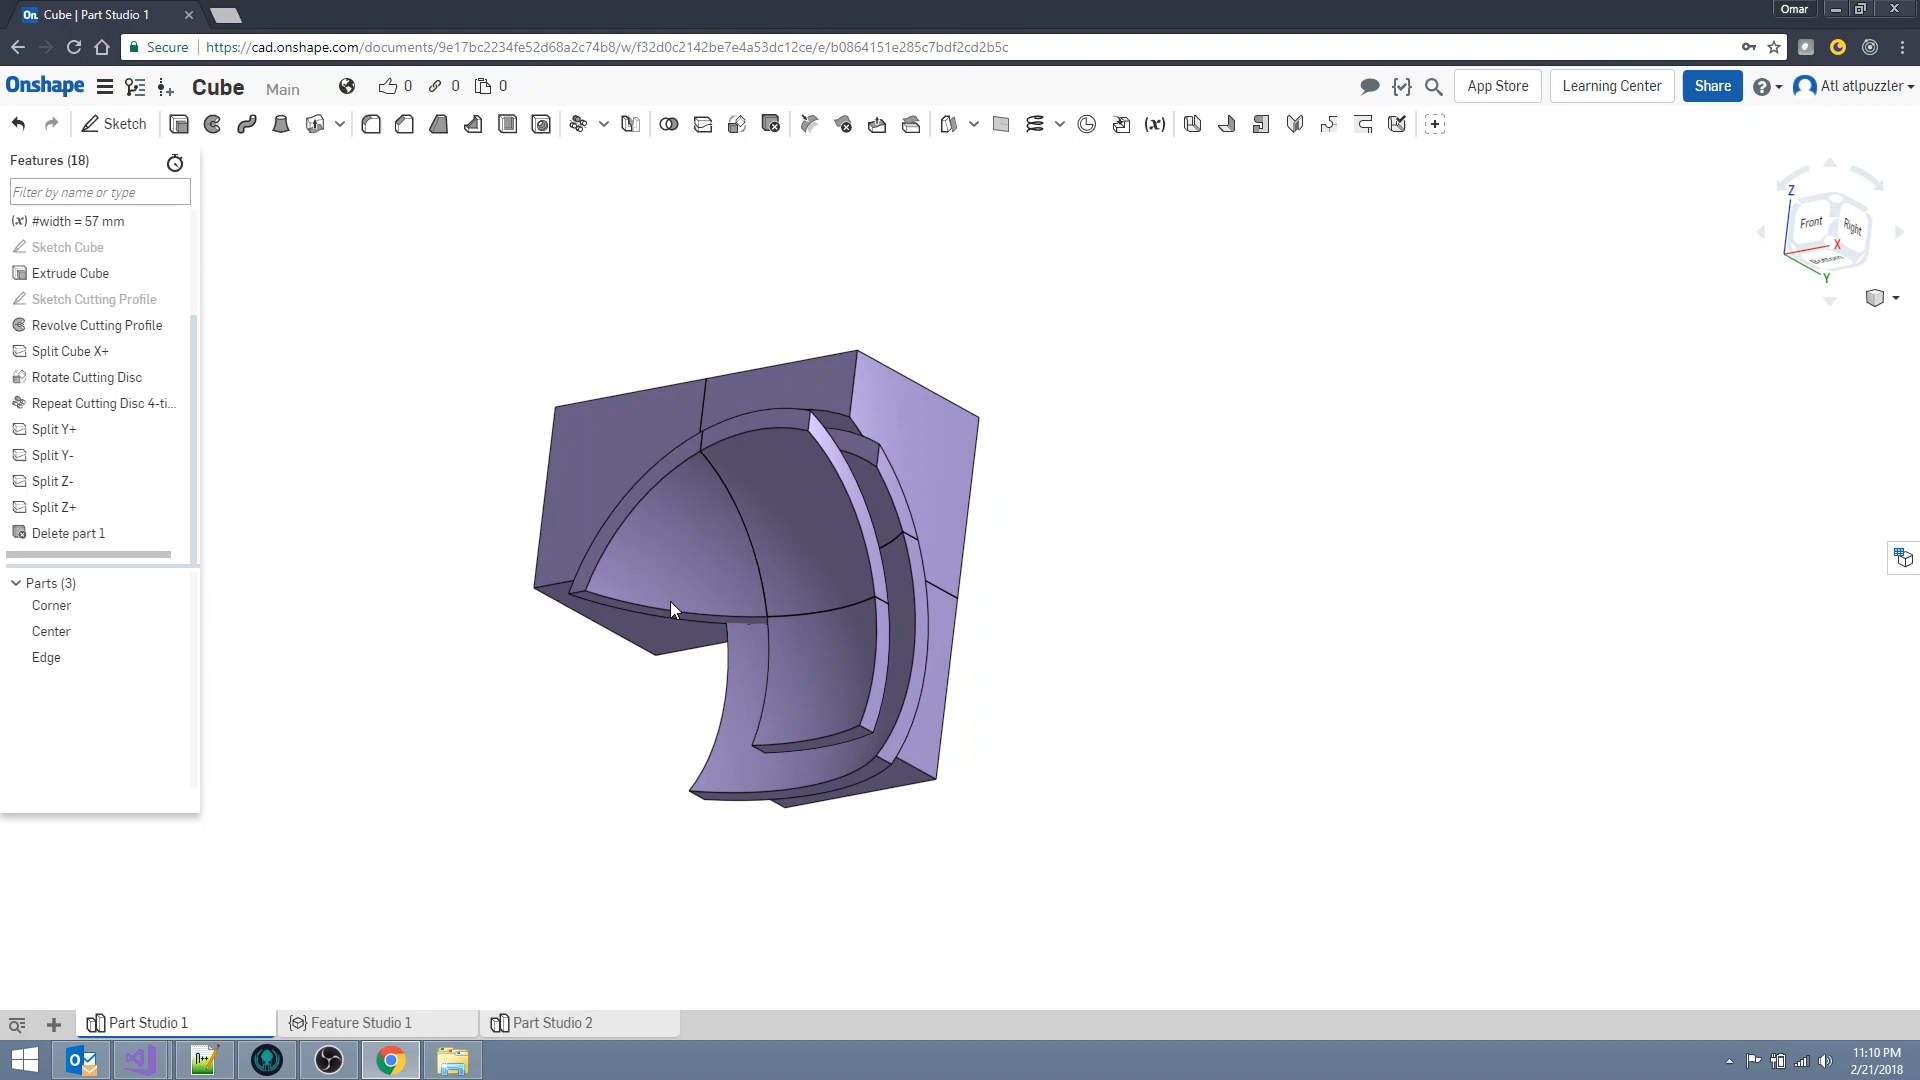 On. Cube | Part Studio 1
Omar
Secure
https://cad.onshape.com/documents/9e17bc2234fe52d68a2c74b8/w/f32d0c2142be7e4a53dc12ce/e/b0864151e285c7bdf2cd2b5c
Onshape Cube Main 0 0 0 App Store Learning Center Share Atl atlpuzzler
Sketch (x)
Features (18)
Filter by name or type
(x) #width = 57 mm
Sketch Cube
Extrude Cube
Sketch Cutting Profile
Revolve Cutting Profile
Split Cube X+
Rotate Cutting Disc
Repeat Cutting Disc 4-ti...
Split Y+
Split Y-
Split Z-
Split Z+
Delete part 1
Parts (3)
Corner
Center
Edge
Z
Front
Right
X
Bottom
Y
Part Studio 1
Feature Studio 1
Part Studio 2
11:10 PM
2/21/2018